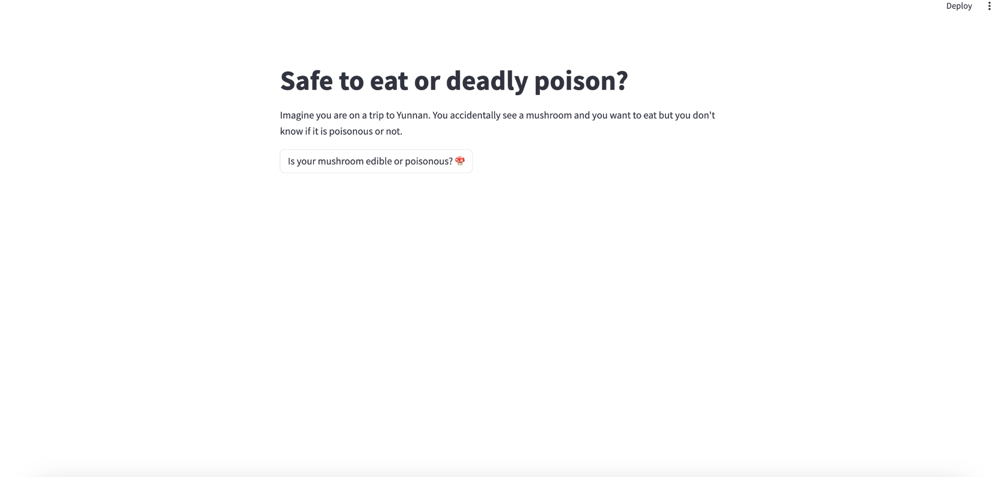 Deploy
Safe to eat or deadly poison?
Imagine you are on a trip to Yunnan. You accidentally see a mushroom and you want to eat but you don't
know if it is poisonous or not.
Is your mushroom edible or poisonous? 🍄